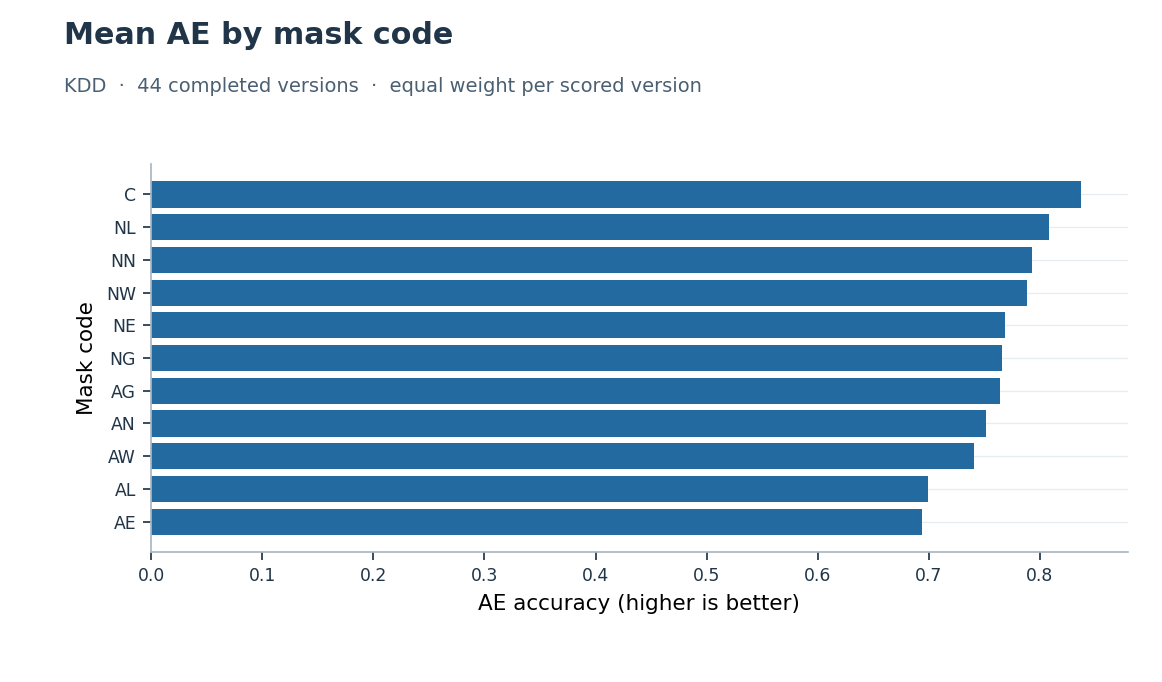 Mean AE by mask code
KDD · 44 completed versions · equal weight per scored version
Mask code
C
NL
NN
NW
NE
NG
AG
AN
AW
AL
AE
0.0 0.1 0.2 0.3 0.4 0.5 0.6 0.7 0.8
AE accuracy (higher is better)